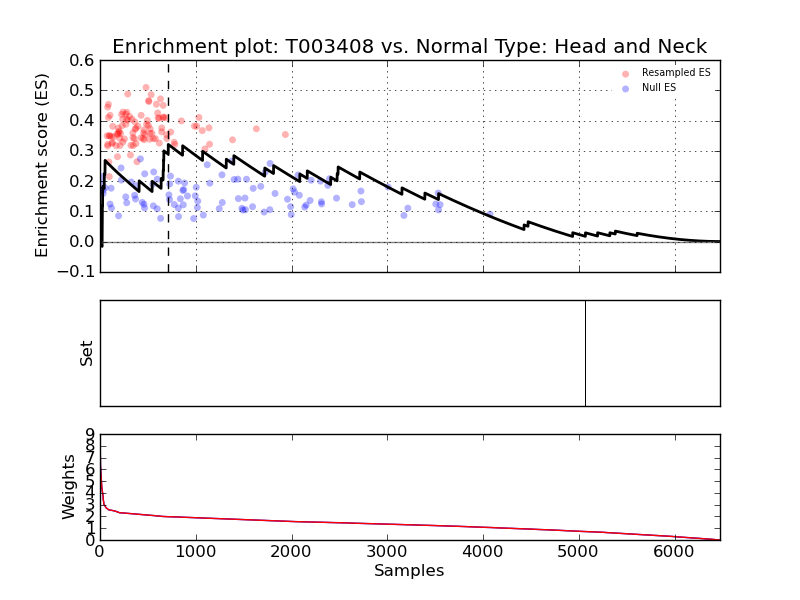 Enrichment plot: T003408 vs. Normal Type: Head and Neck
Enrichment score (ES)
0.6
0.5
0.4
0.3
0.2
0.1
0.0
−0.1
Resampled ES
Null ES
Set
Weights
9
8
7
6
5
4
3
2
1
0
0 1000 2000 3000 4000 5000 6000
Samples